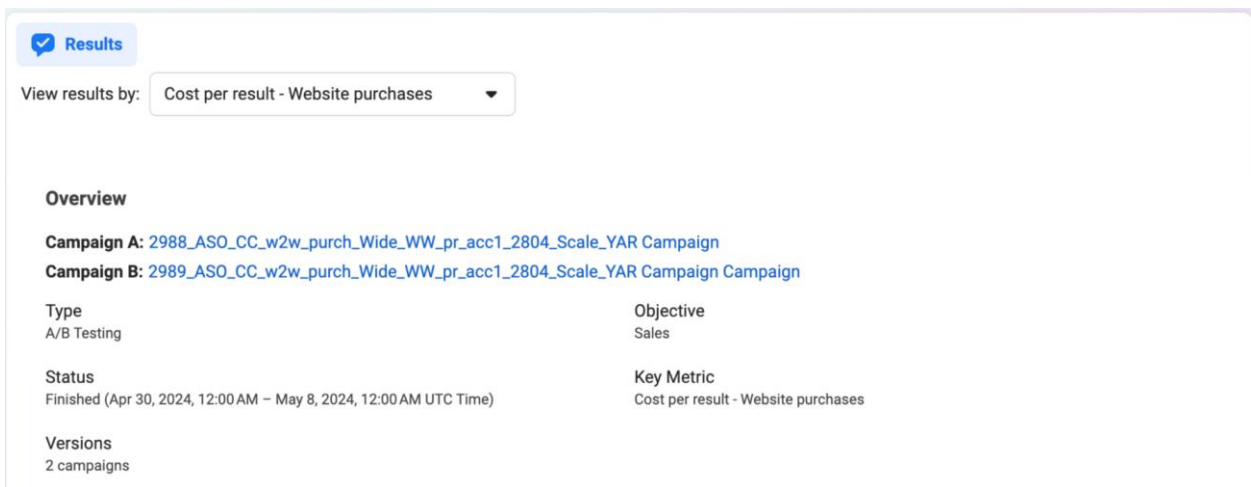 Results
View results by: Cost per result - Website purchases
Overview
Campaign A: 2988_ASO_CC_w2w_purch_Wide_WW_pr_acc1_2804_Scale_YAR Campaign
Campaign B: 2989_ASO_CC_w2w_purch_Wide_WW_pr_acc1_2804_Scale_YAR Campaign Campaign
Type
A/B Testing
Objective
Sales
Status
Finished (Apr 30, 2024, 12:00 AM – May 8, 2024, 12:00 AM UTC Time)
Key Metric
Cost per result - Website purchases
Versions
2 campaigns